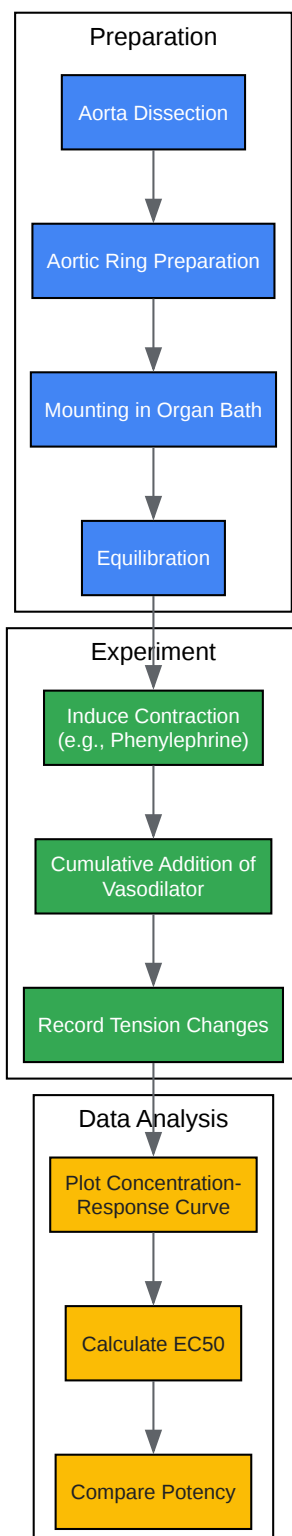 Preparation
Aorta Dissection
Aortic Ring Preparation
Mounting in Organ Bath
Equilibration
Experiment
Induce Contraction
(e.g., Phenylephrine)
Cumulative Addition of
Vasodilator
Record Tension Changes
Data Analysis
Plot Concentration-
Response Curve
Calculate EC50
Compare Potency